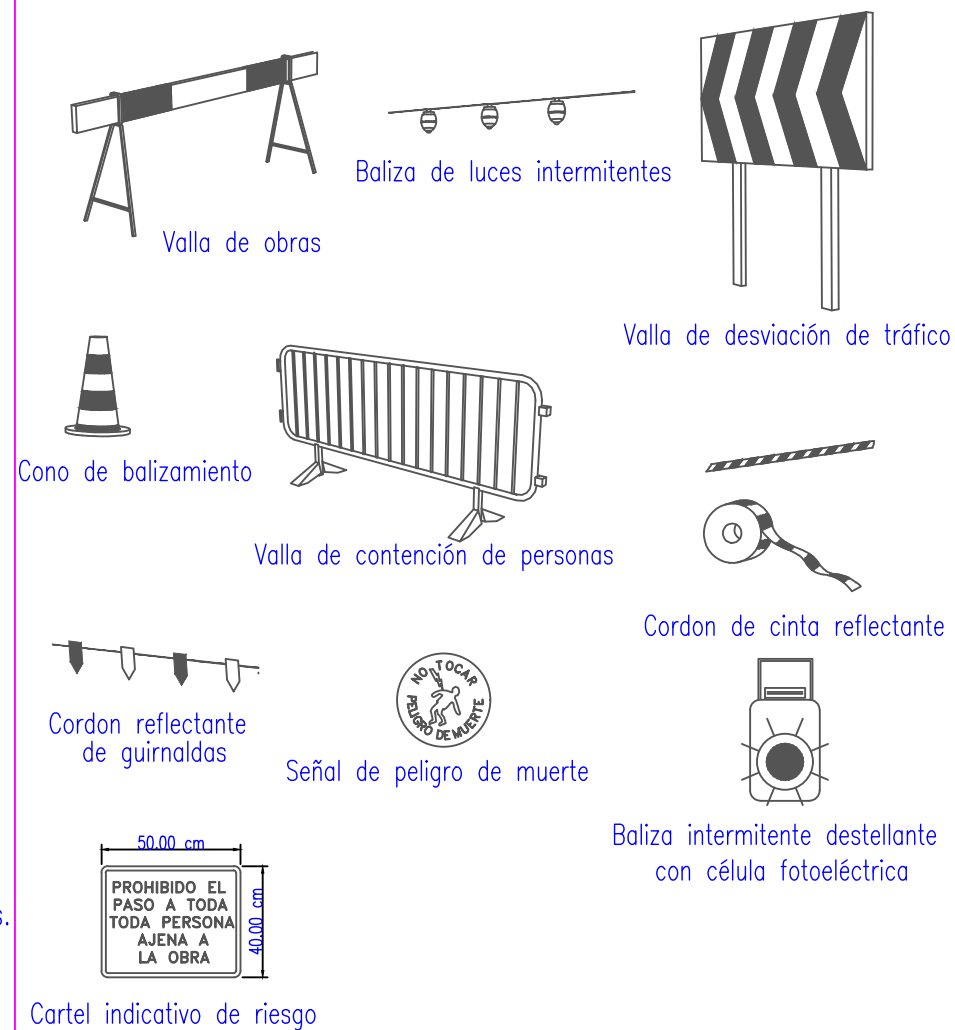 Baliza de luces intermitentes
Valla de obras
Valla de desviación de tráfico
Cono de balizamiento
Valla de contención de personas
Cordon de cinta reflectante
NO TOCAR
PELIGRO DE MUERTE
Cordon reflectante
de guirnaldas
Señal de peligro de muerte
Baliza intermitente destellante
con célula fotoeléctrica
50.00 cm
40.00 cm
PROHIBIDO EL
PASO A TODA
TODA PERSONA
AJENA A
LA OBRA
s.
Cartel indicativo de riesgo